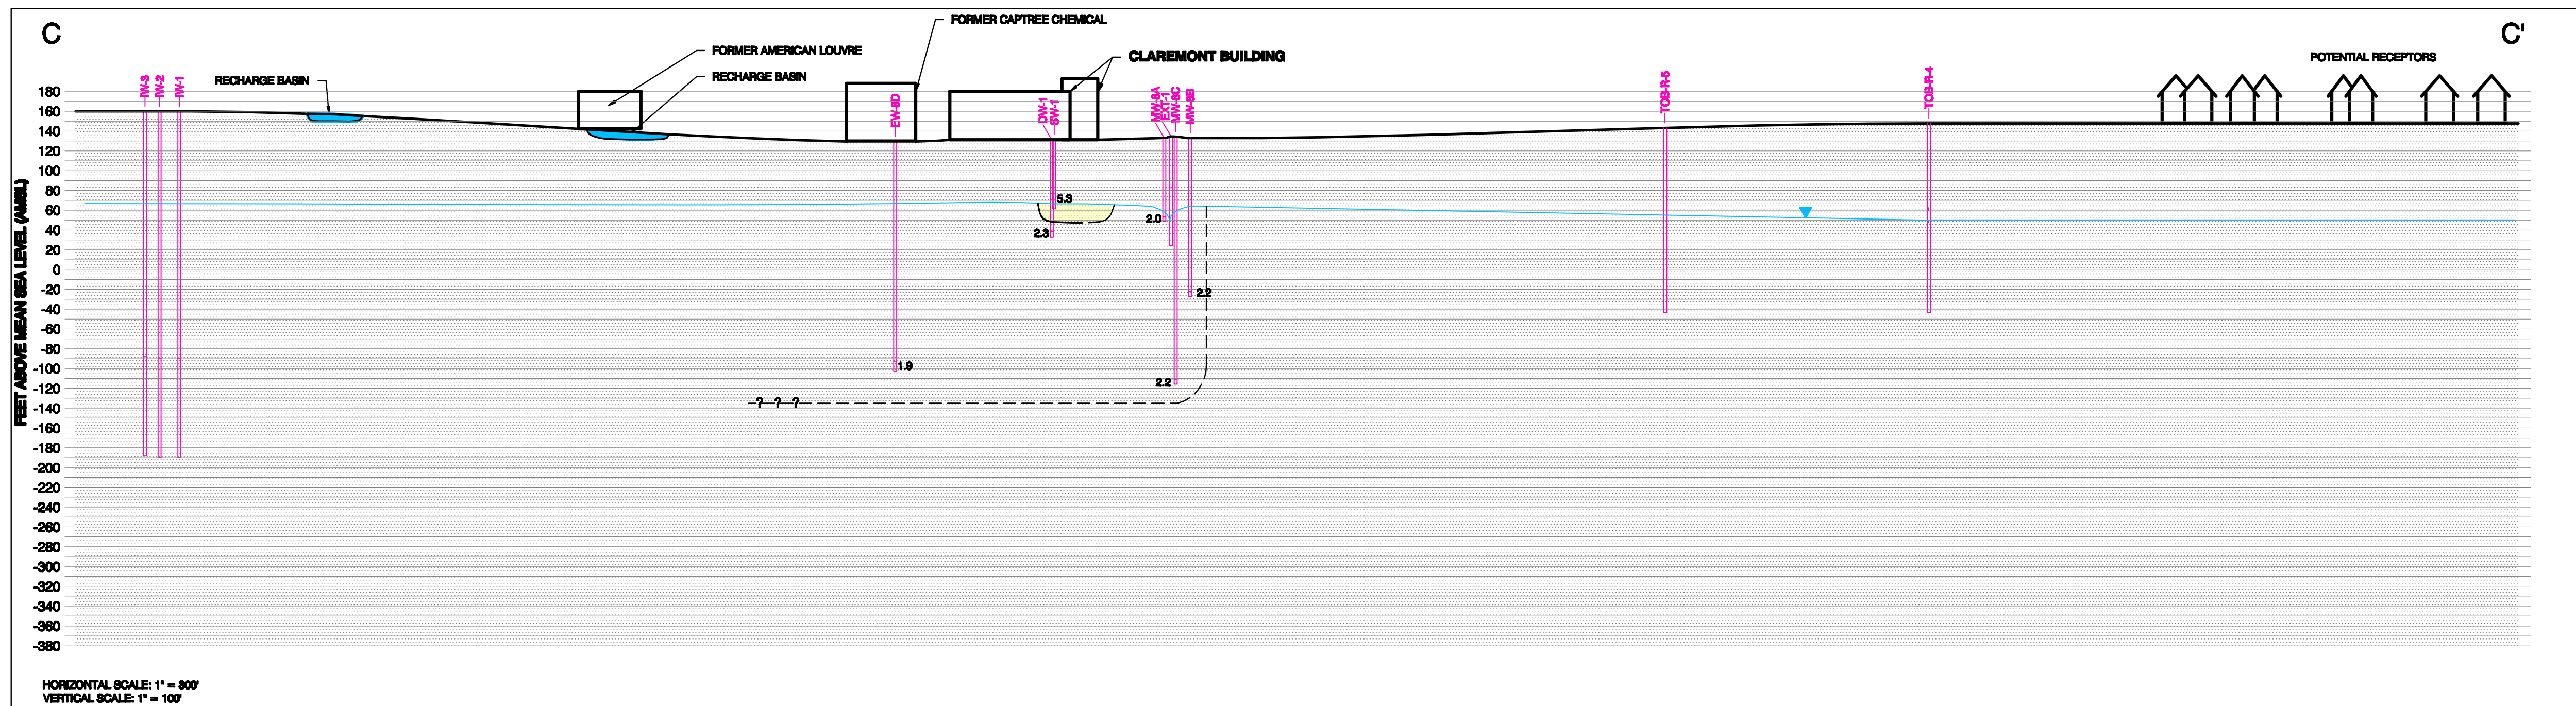 C
C'
FORMER CAPTREE CHEMICAL
FORMER AMERICAN LOUVRE
CLAREMONT BUILDING
POTENTIAL RECEPTORS
RECHARGE BASIN
RECHARGE BASIN
IW-3
IW-2
IW-1
EW-8D
DW-1
SW-1
MW-8A
EXT-1
MW-8C
MW-8B
TOB-R-5
TOB-R-4
FEET ABOVE MEAN SEA LEVEL (AMSL)
180
160
140
120
100
80
60
40
20
0
-20
-40
-60
-80
-100
-120
-140
-160
-180
-200
-220
-240
-260
-280
-300
-320
-340
-360
-380
5.3
2.0
2.3
2.2
1.9
2.2
? ? ?
HORIZONTAL SCALE: 1" = 300'
VERTICAL SCALE: 1" = 100'